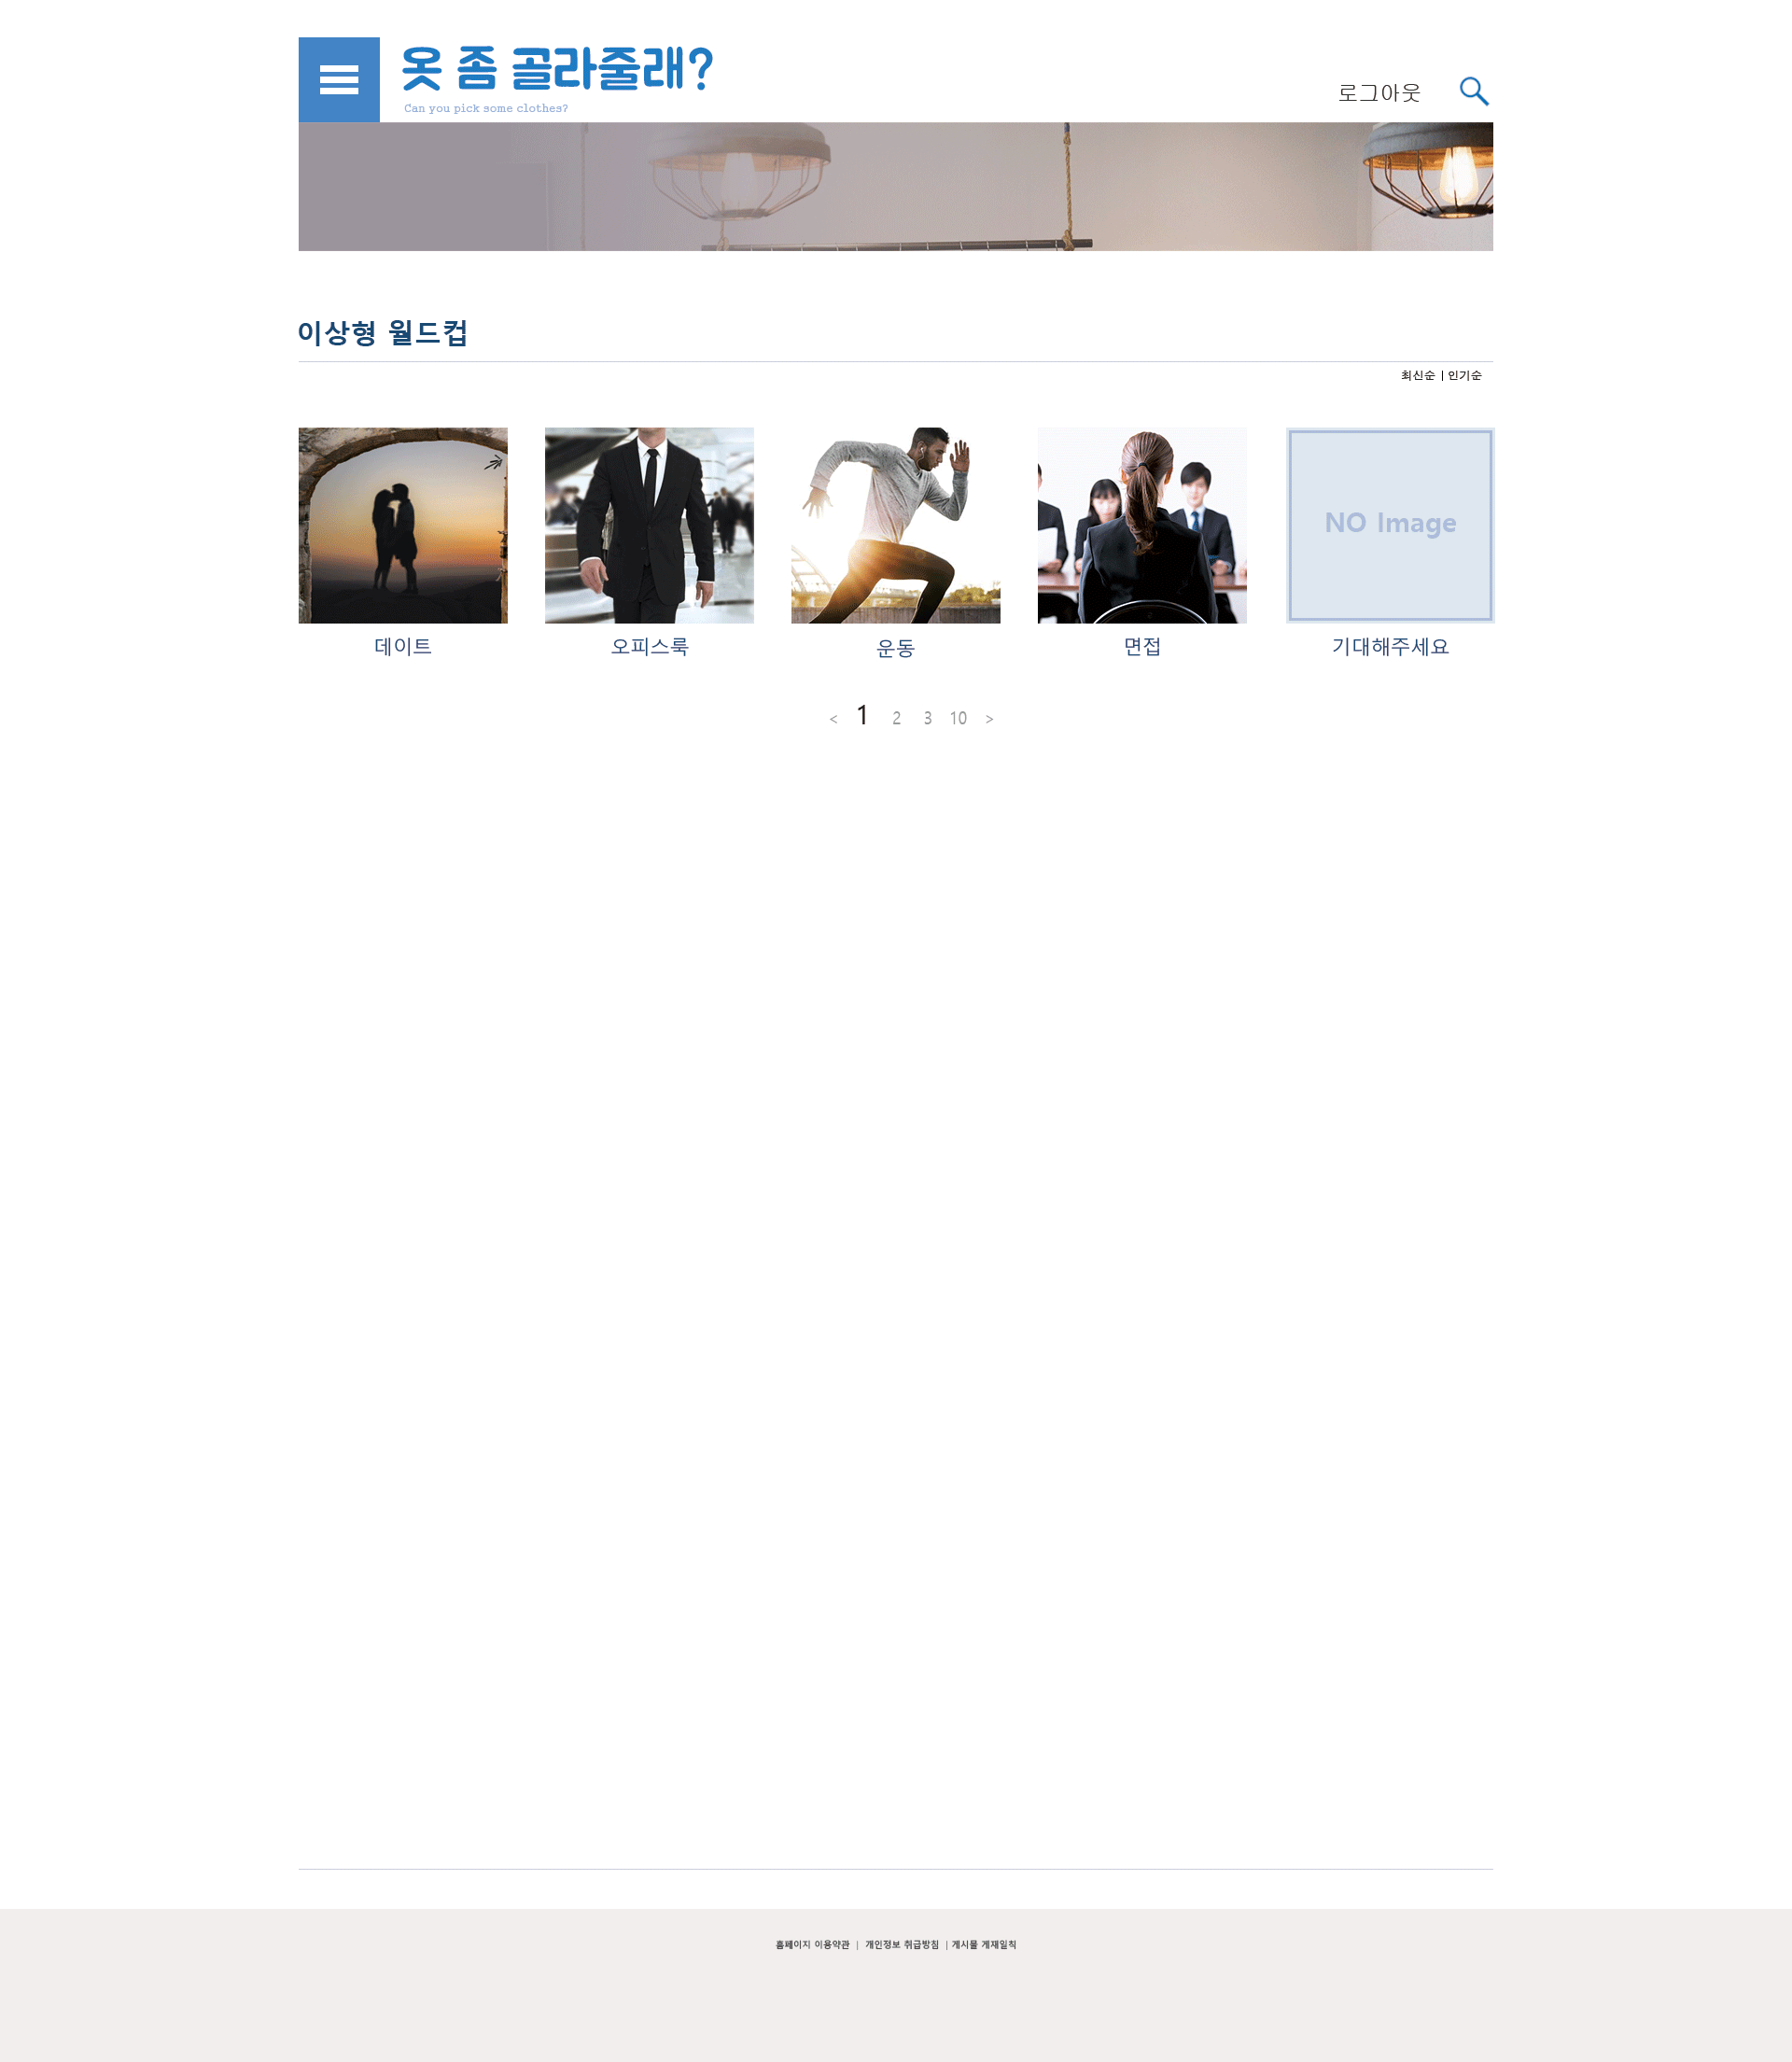 옷 좀 골라줄래?
Can you pick some clothes?
로그아웃
이상형 월드컵
최신순 | 인기순
NO Image
데이트
오피스룩
운동
면접
기대해주세요
< 1 2 3 10 >
홈페이지 이용약관 | 개인정보 취급방침 | 게시물 게재일칙